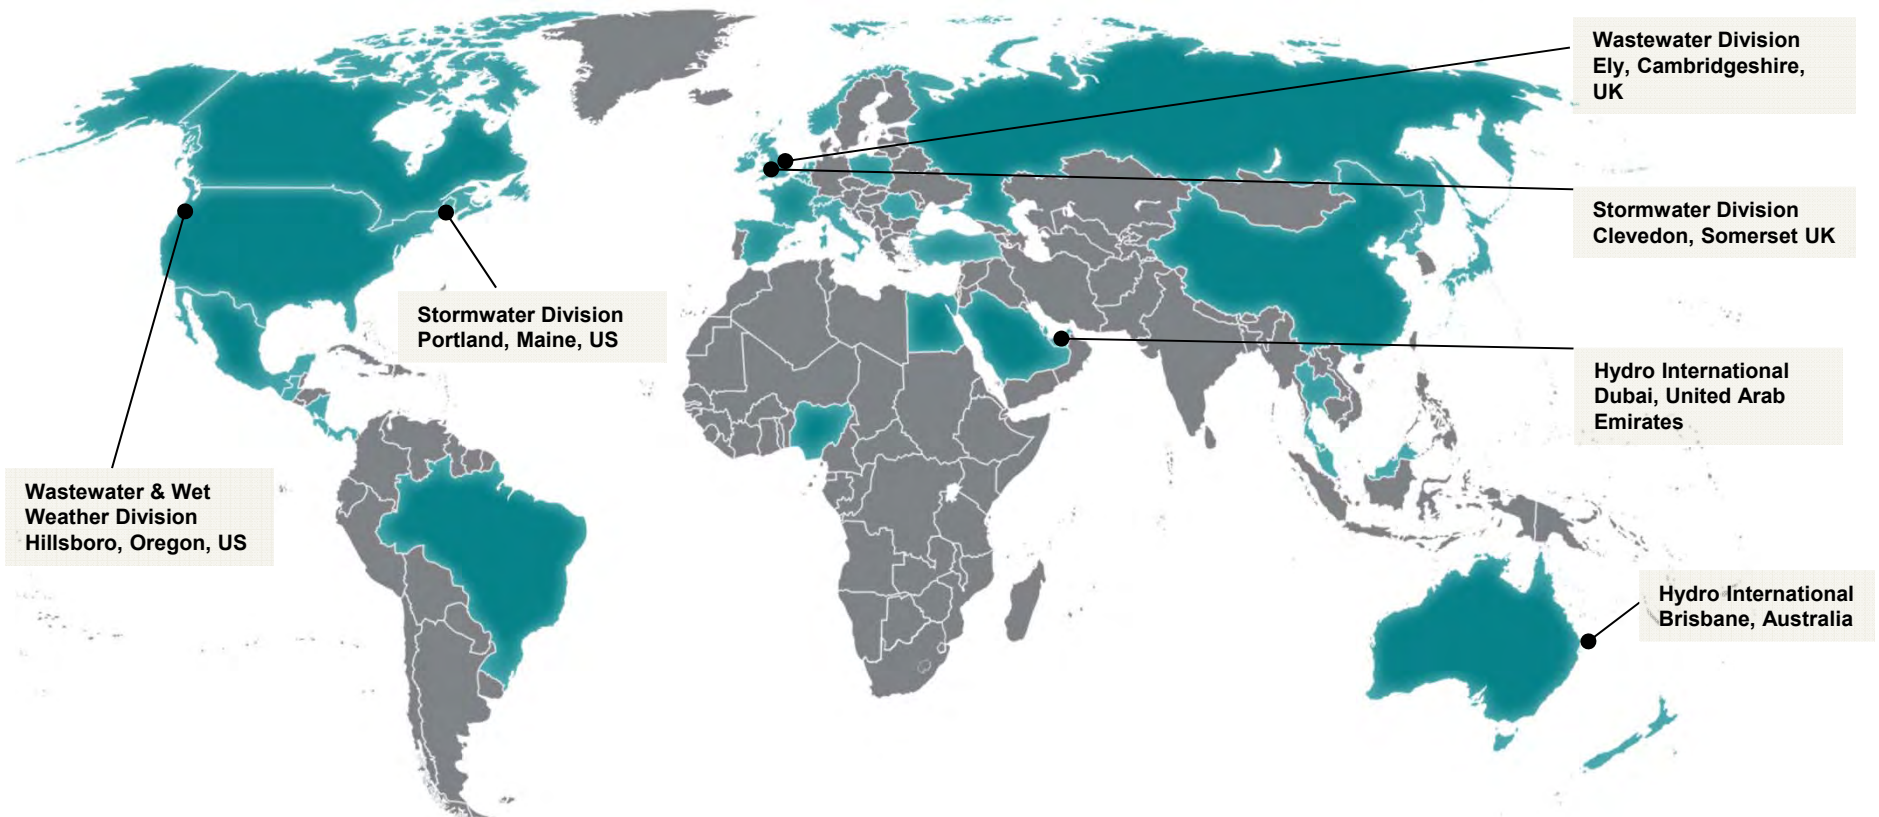 Wastewater Division
Ely, Cambridgeshire,
UK
Stormwater Division
Clevedon, Somerset UK
Stormwater Division
Portland, Maine, US
Hydro International
Dubai, United Arab
Emirates
Wastewater & Wet
Weather Division
Hillsboro, Oregon, US
Hydro International
Brisbane, Australia